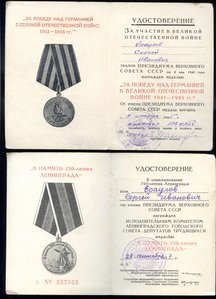 „ЗА ПОБЕДУ НАД ГЕРМАНИЕЙ
В ВЕЛИКОЙ ОТЕЧЕСТВЕННОЙ
ВОЙНЕ
1941—1945 гг."
УДОСТОВЕРЕНИЕ
ЗА УЧАСТИЕ В ВЕЛИКОЙ
ОТЕЧЕСТВЕННОЙ ВОЙНЕ
Есаулов
Сергей
Иванович
УКАЗОМ ПРЕЗИДИУМА ВЕРХОВНОГО
СОВЕТА СССР от 9 мая 1945 года
НАГРАЖДЕН МЕДАЛЬЮ
„ЗА ПОБЕДУ НАД ГЕРМАНИЕЙ
В ВЕЛИКОЙ ОТЕЧЕСТВЕННОЙ
ВОЙНЕ 1941—1945 гг."
От имени ПРЕЗИДИУМА ВЕРХОВНОГО
СОВЕТА СССР
„В ПАМЯТЬ 250-летия
ЛЕНИНГРАДА"
А № 257033
УДОСТОВЕРЕНИЕ
В ознаменование
250-летия Ленинграда
Есаулов
Сергей Иванович
от имени
ПРЕЗИДИУМА ВЕРХОВНОГО
СОВЕТА СССР
награжден
ИСПОЛНИТЕЛЬНЫМ КОМИТЕТОМ
ЛЕНИНГРАДСКОГО ГОРОДСКОГО
СОВЕТА ДЕПУТАТОВ ТРУДЯЩИХСЯ
медалью
„В ПАМЯТЬ 250-летия
ЛЕНИНГРАДА"